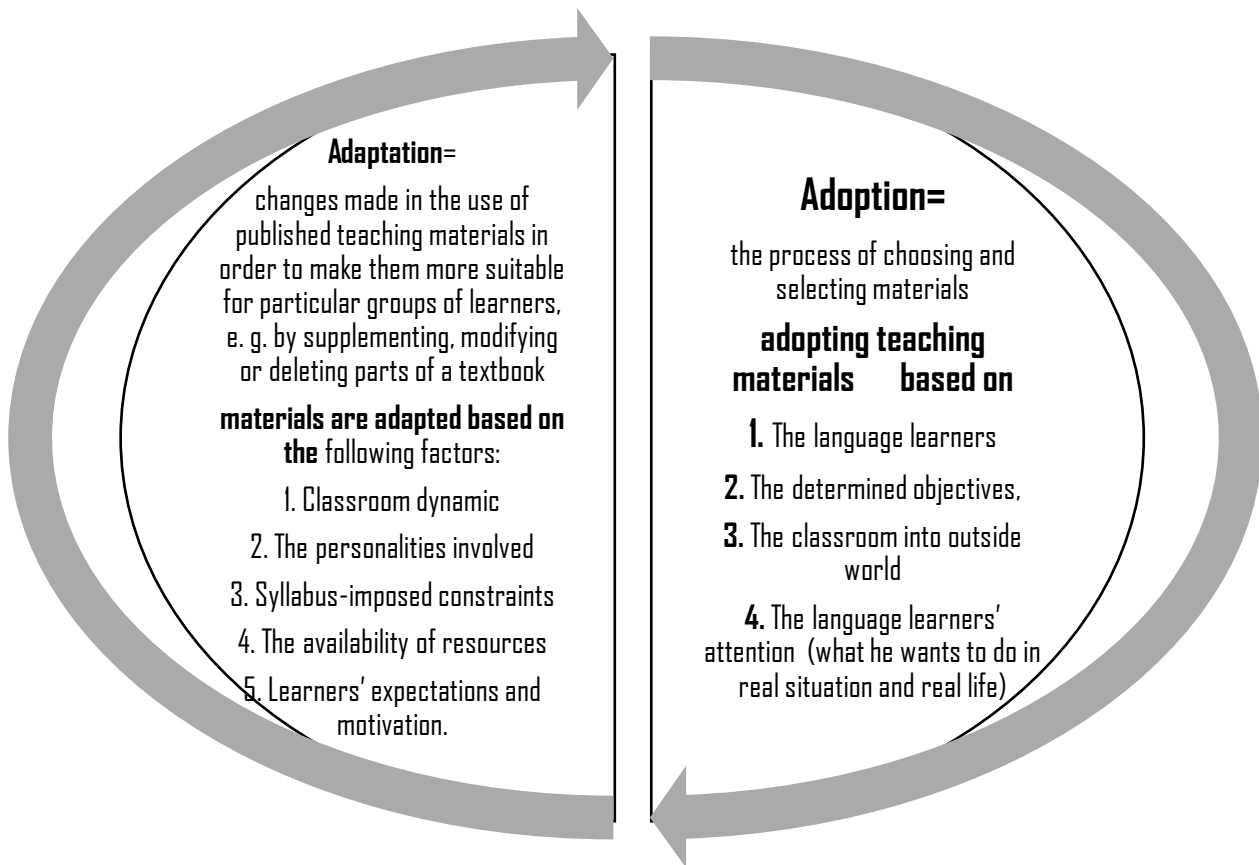 Adaptation=
changes made in the use of
published teaching materials in
order to make them more suitable
for particular groups of learners,
e. g. by supplementing, modifying
or deleting parts of a textbook
materials are adapted based on
the following factors:
1. Classroom dynamic
2. The personalities involved
3. Syllabus-imposed constraints
4. The availability of resources
5. Learners’ expectations and
motivation.
Adoption=
the process of choosing and
selecting materials
adopting teaching
materials based on
1. The language learners
2. The determined objectives,
3. The classroom into outside
world
4. The language learners’
attention (what he wants to do in
real situation and real life)